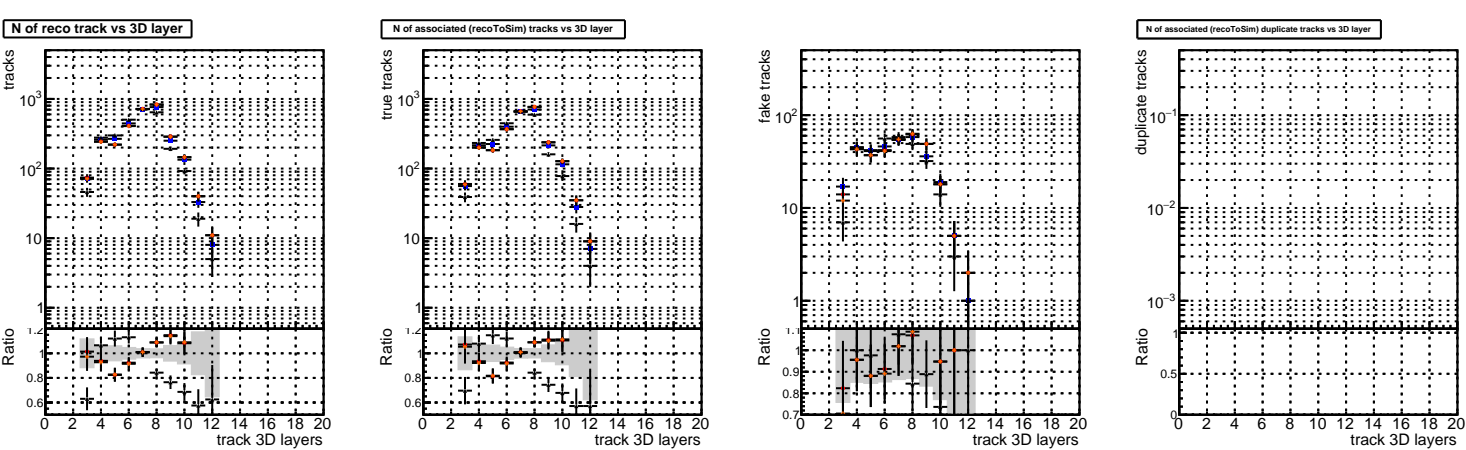 N of reco track vs 3D layer
tracks
10³
10²
10
1
Ratio
1.2
1
0.8
0.6
0 2 4 6 8 10 12 14 16 18 20
track 3D layers
N of associated (recoToSim) tracks vs 3D layer
true tracks
10³
10²
10
1
Ratio
1.2
1
0.8
0.6
0 2 4 6 8 10 12 14 16 18 20
track 3D layers
fake tracks
10²
10
1
Ratio
1.1
1
0.9
0.8
0.7
0 2 4 6 8 10 12 14 16 18 20
track 3D layers
N of associated (recoToSim) duplicate tracks vs 3D layer
duplicate tracks
10⁻¹
10⁻²
10⁻³
Ratio
1
0.5
0
0 2 4 6 8 10 12 14 16 18 20
track 3D layers